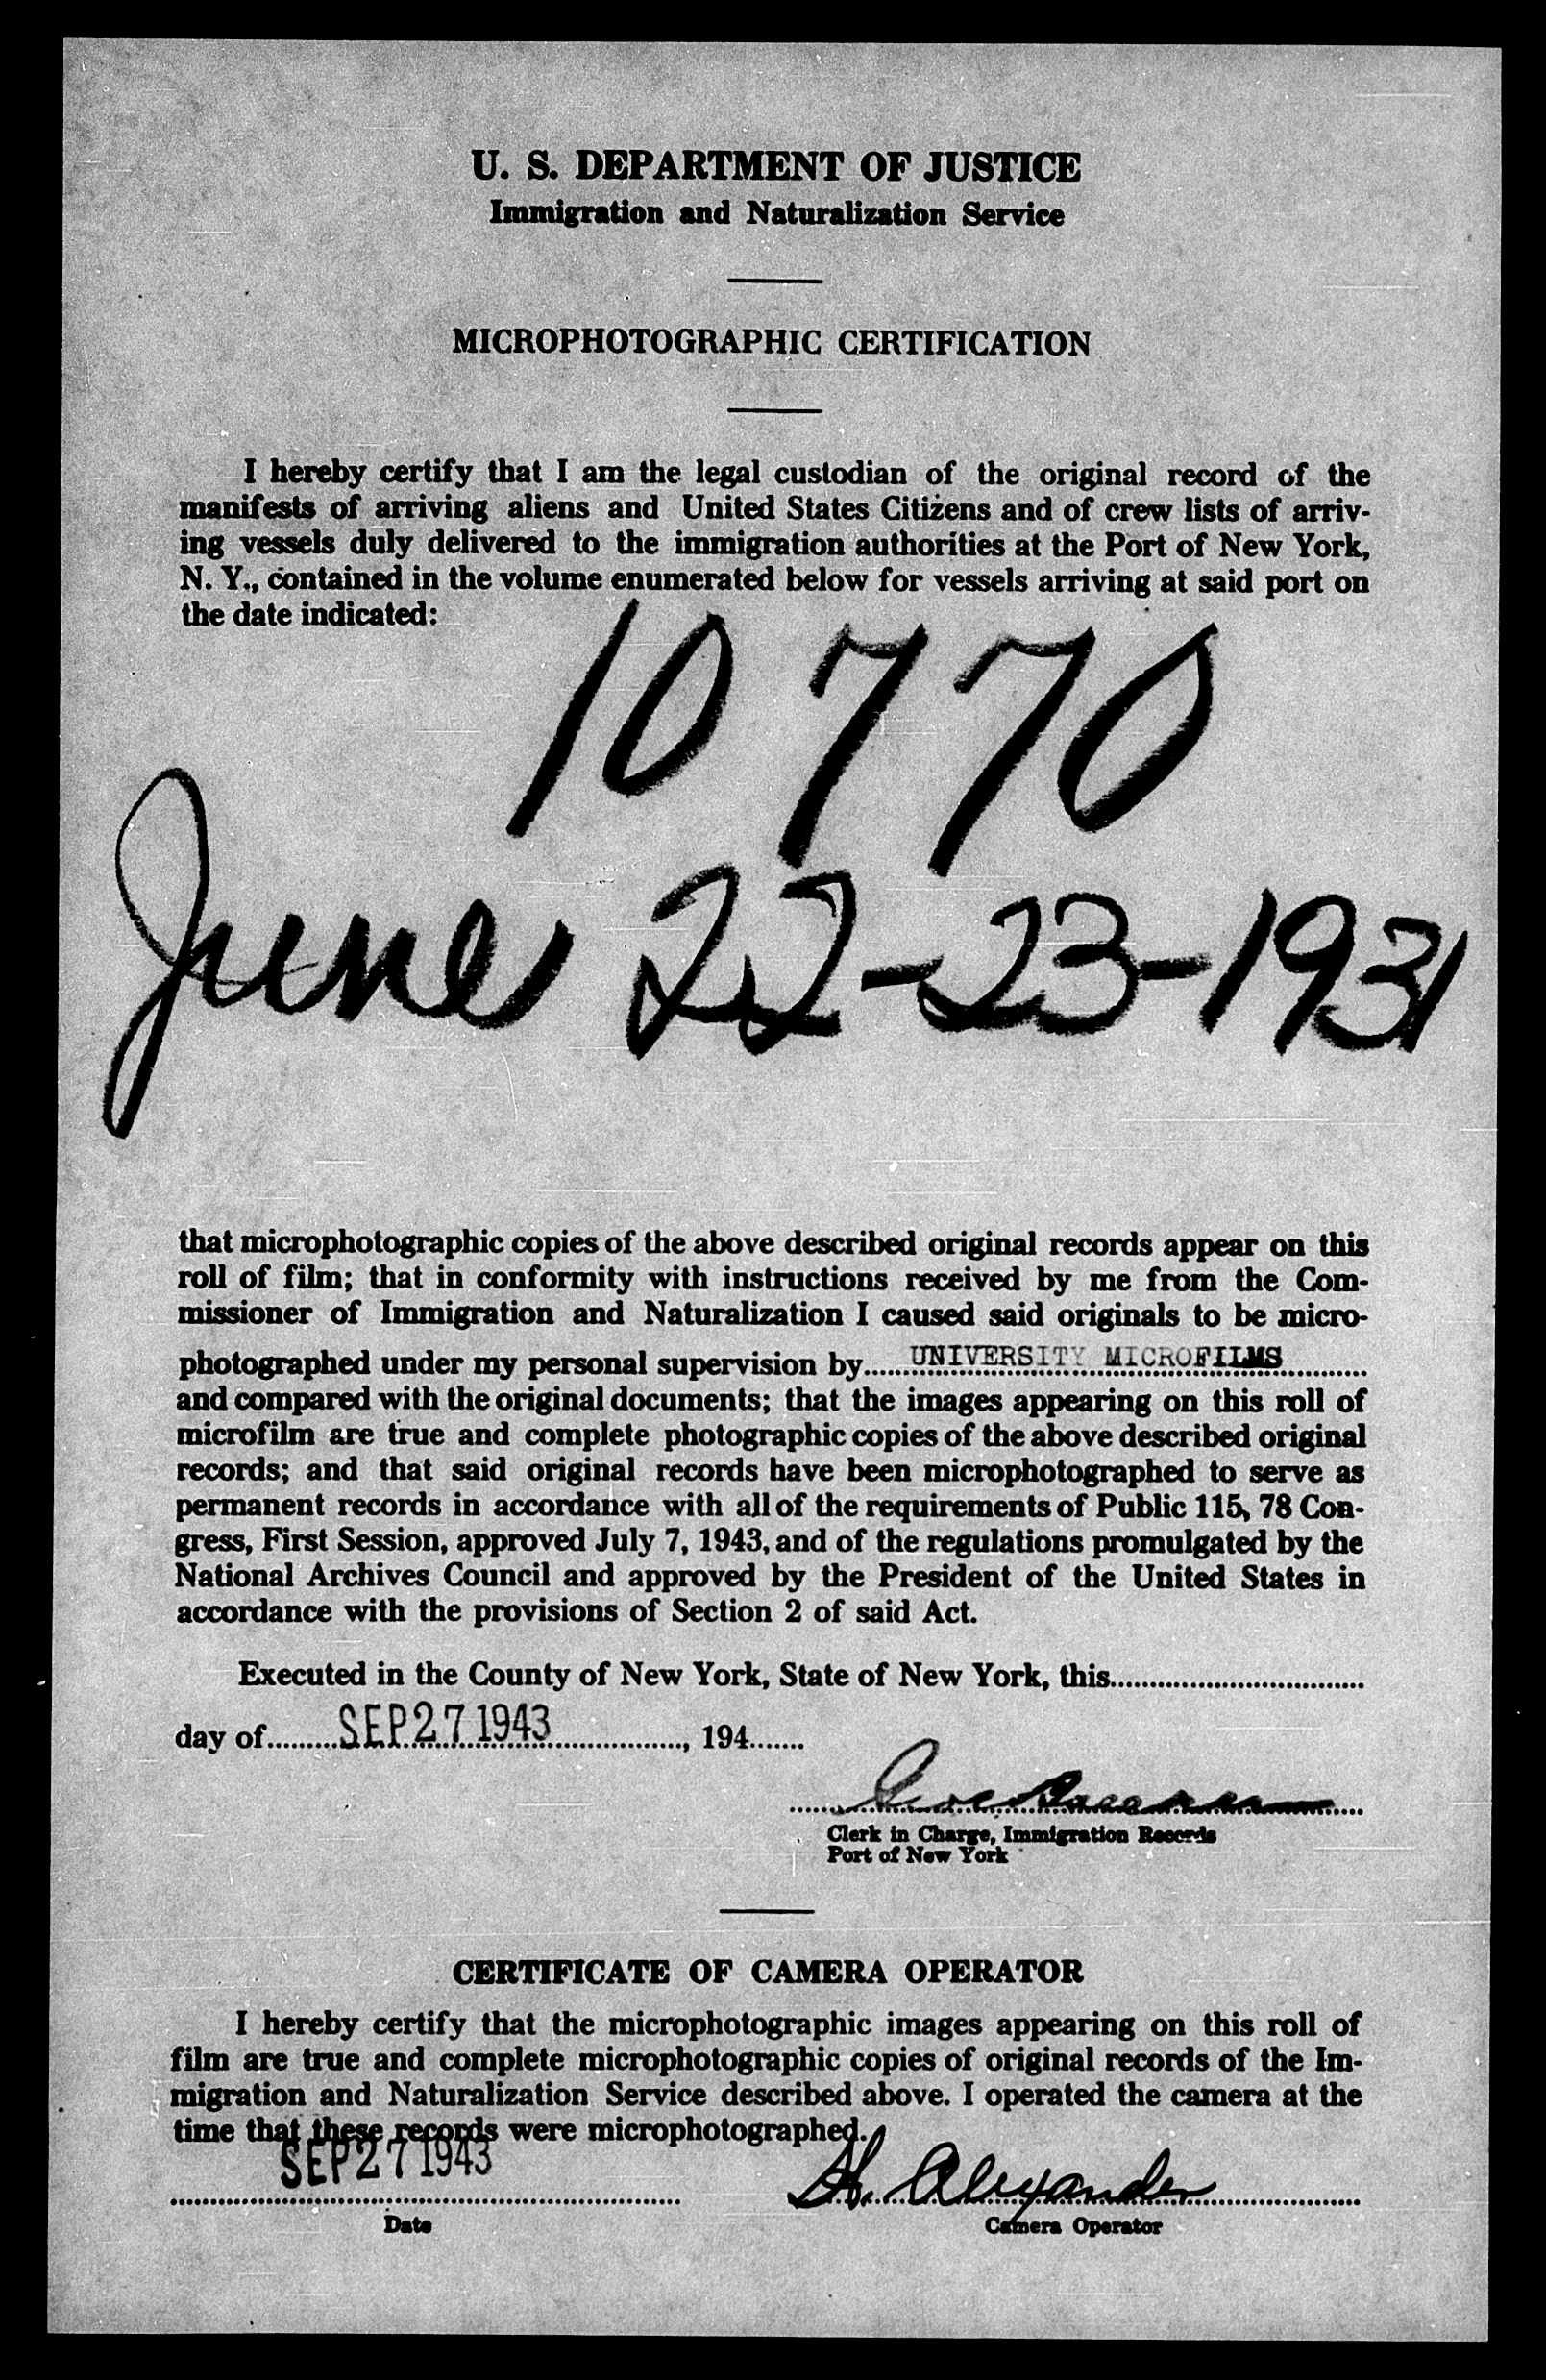 U. S. DEPARTMENT OF JUSTICE
Immigration and Naturalization Service
MICROPHOTOGRAPHIC CERTIFICATION
I hereby certify that I am the legal custodian of the original record of the
manifests of arriving aliens and United States Citizens and of crew lists of arriv-
ing vessels duly delivered to the immigration authorities at the Port of New York,
N. Y., contained in the volume enumerated below for vessels arriving at said port on
the date indicated:
10770
June 22-23-1931
that microphotographic copies of the above described original records appear on this
roll of film; that in conformity with instructions received by me from the Com-
missioner of Immigration and Naturalization I caused said originals to be micro-
photographed under my personal supervision by UNIVERSITY MICROFILMS
and compared with the original documents; that the images appearing on this roll of
microfilm are true and complete photographic copies of the above described original
records; and that said original records have been microphotographed to serve as
permanent records in accordance with all of the requirements of Public 115, 78 Con-
gress, First Session, approved July 7, 1943, and of the regulations promulgated by the
National Archives Council and approved by the President of the United States in
accordance with the provisions of Section 2 of said Act.
Executed in the County of New York, State of New York, this
day of SEP 27 1943, 194
Clerk in Charge, Immigration Records
Port of New York
CERTIFICATE OF CAMERA OPERATOR
I hereby certify that the microphotographic images appearing on this roll of
film are true and complete microphotographic copies of original records of the Im-
migration and Naturalization Service described above. I operated the camera at the
time that these records were microphotographed.
SEP 27 1943 H. Alexander
Date Camera Operator